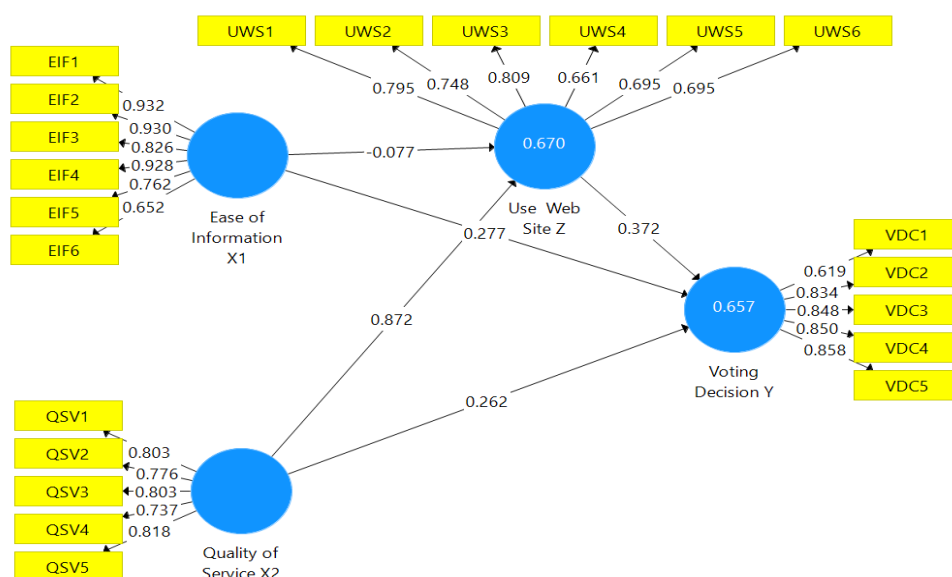 UWS1 UWS2 UWS3 UWS4 UWS5 UWS6
EIF1
EIF2
EIF3
EIF4
EIF5
EIF6
0.932
0.930
0.826
0.928
0.762
0.652
Ease of
Information
X1
0.795 0.748 0.809 0.661 0.695 0.695
0.670
Use Web
Site Z
-0.077
0.277
0.372
0.872
0.262
0.657
Voting
Decision Y
0.619
0.834
0.848
0.850
0.858
VDC1
VDC2
VDC3
VDC4
VDC5
QSV1
QSV2
QSV3
QSV4
QSV5
0.803
0.776
0.803
0.737
0.818
Quality of
Service X2